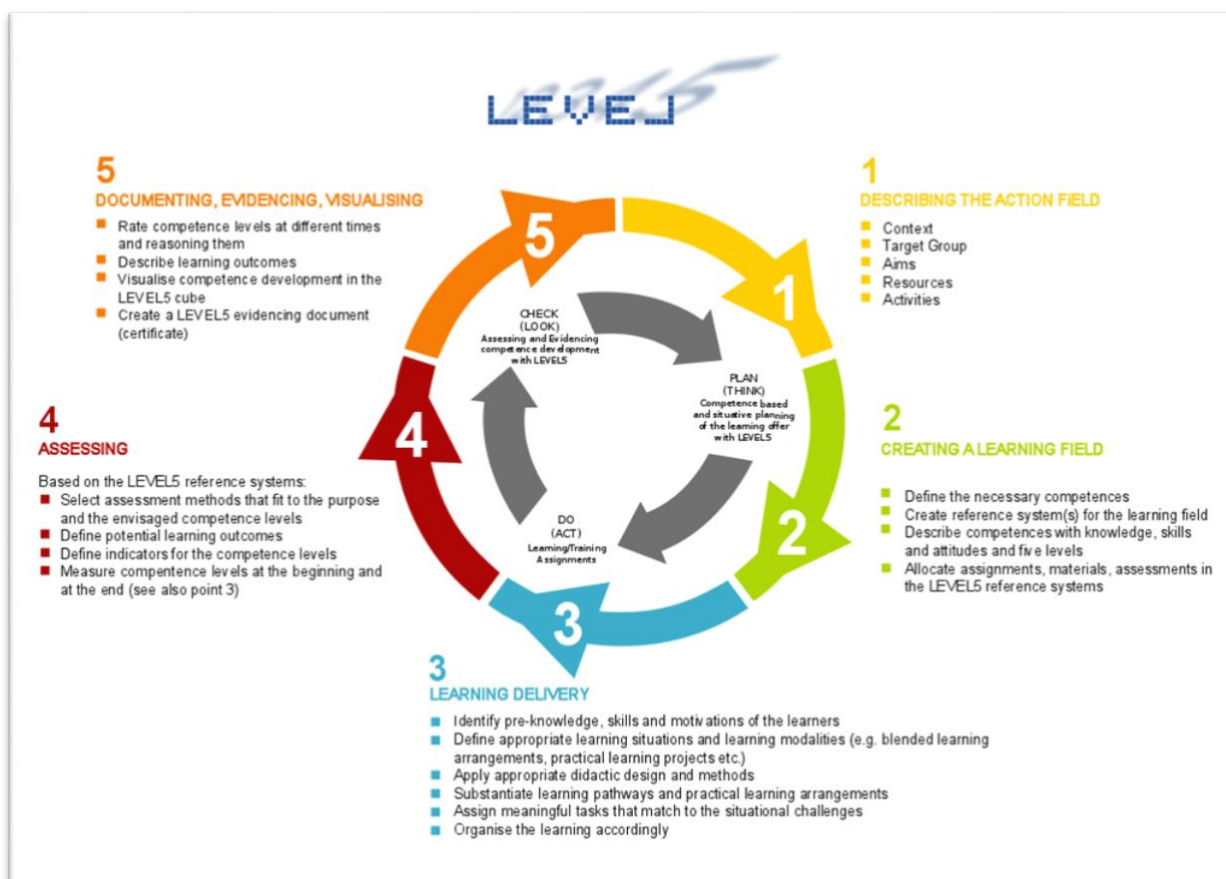 LEVEL5
5
DOCUMENTING, EVIDENCING, VISUALISING
Rate competence levels at different times
and reasoning them
Describe learning outcomes
Visualise competence development in the
LEVEL5 cube
Create a LEVEL5 evidencing document
(certificate)
1
DESCRIBING THE ACTION FIELD
Context
Target Group
Aims
Resources
Activities
5
1
CHECK
(LOOK)
Assessing and Evidencing
competence development
with LEVEL5
PLAN
(THINK)
Competence based
and situative planning
of the learning offer
with LEVEL5
4
ASSESSING
Based on the LEVEL5 reference systems:
Select assessment methods that fit to the purpose
and the envisaged competence levels
Define potential learning outcomes
Define indicators for the competence levels
Measure compentence levels at the beginning and
at the end (see also point 3)
4
2
CREATING A LEARNING FIELD
Define the necessary competences
Create reference system(s) for the learning field
Describe competences with knowledge, skills
and attitudes and five levels
Allocate assignments, materials, assessments in
the LEVEL5 reference systems
DO
(ACT)
Learning/Training
Assignments
2
3
3
LEARNING DELIVERY
Identify pre-knowledge, skills and motivations of the learners
Define appropriate learning situations and learning modalities (e.g. blended learning
arrangements, practical learning projects etc.)
Apply appropriate didactic design and methods
Substantiate learning pathways and practical learning arrangements
Assign meaningful tasks that match to the situational challenges
Organise the learning accordingly